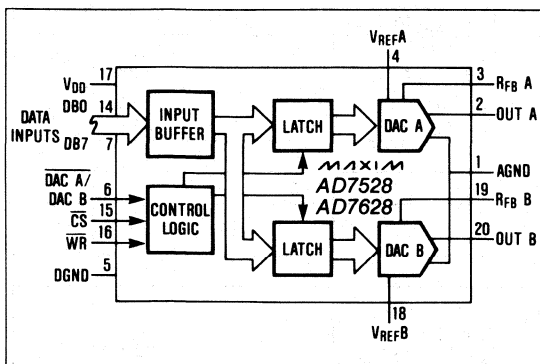 VREFA
4
17
VDD
3
RFB A
DB0
14
2
OUT A
DATA
INPUTS
INPUT
BUFFER
LATCH
DAC A
DB7
7
MAXIM
1
AGND
DAC A/
DAC B
6
AD7528
AD7628
19
RFB B
CS
15
CONTROL
LOGIC
WR
16
LATCH
DAC B
20
OUT B
DGND
5
18
VREFB